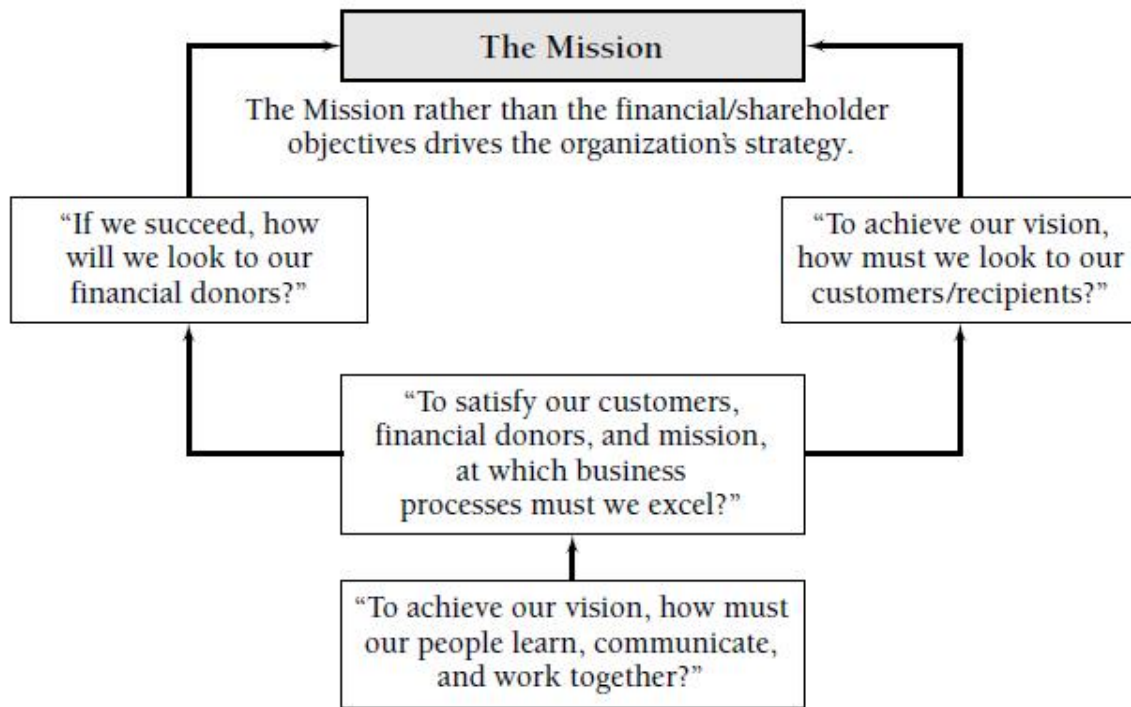 The Mission
The Mission rather than the financial/shareholder
objectives drives the organization’s strategy.
“If we succeed, how
will we look to our
financial donors?”
“To achieve our vision,
how must we look to our
customers/recipients?”
“To satisfy our customers,
financial donors, and mission,
at which business
processes must we excel?”
“To achieve our vision, how must
our people learn, communicate,
and work together?”